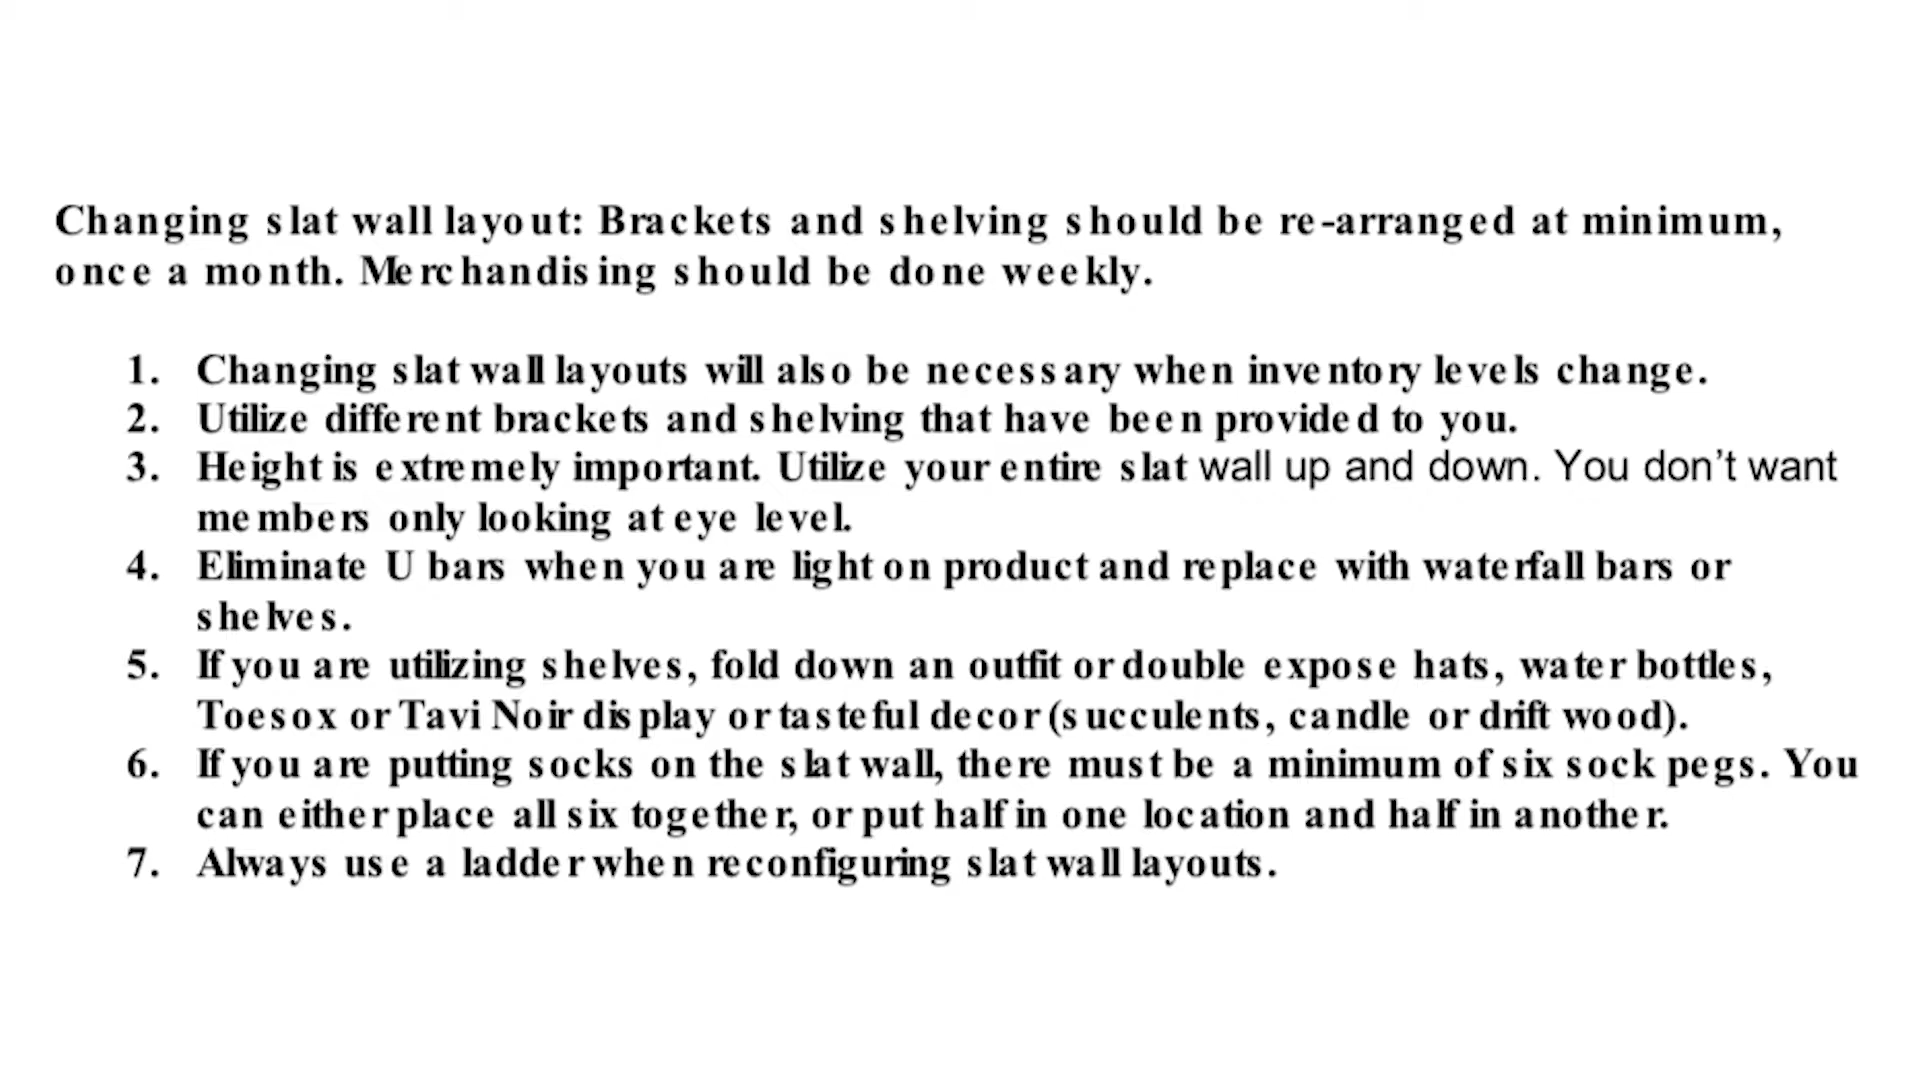 Changing slat wall layout: Brackets and shelving should be re-arranged at minimum,
once a month. Merchandising should be done weekly.
1. Changing slat wall layouts will also be necessary when inventory levels change.
2. Utilize different brackets and shelving that have been provided to you.
3. Height is extremely important. Utilize your entire slat wall up and down. You don’t want
members only looking at eye level.
4. Eliminate U bars when you are light on product and replace with waterfall bars or
shelves.
5. If you are utilizing shelves, fold down an outfit or double expose hats, water bottles,
Toesox or Tavi Noir display or tasteful decor (succulents, candle or drift wood).
6. If you are putting socks on the slat wall, there must be a minimum of six sock pegs. You
can either place all six together, or put half in one location and half in another.
7. Always use a ladder when reconfiguring slat wall layouts.